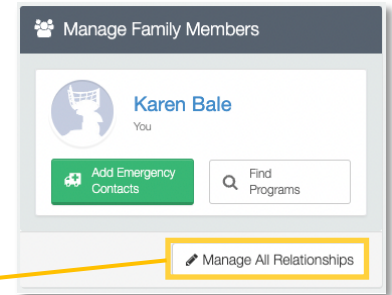 Manage Family Members
Karen Bale
You
Add Emergency
Contacts
Find
Programs
Manage All Relationships